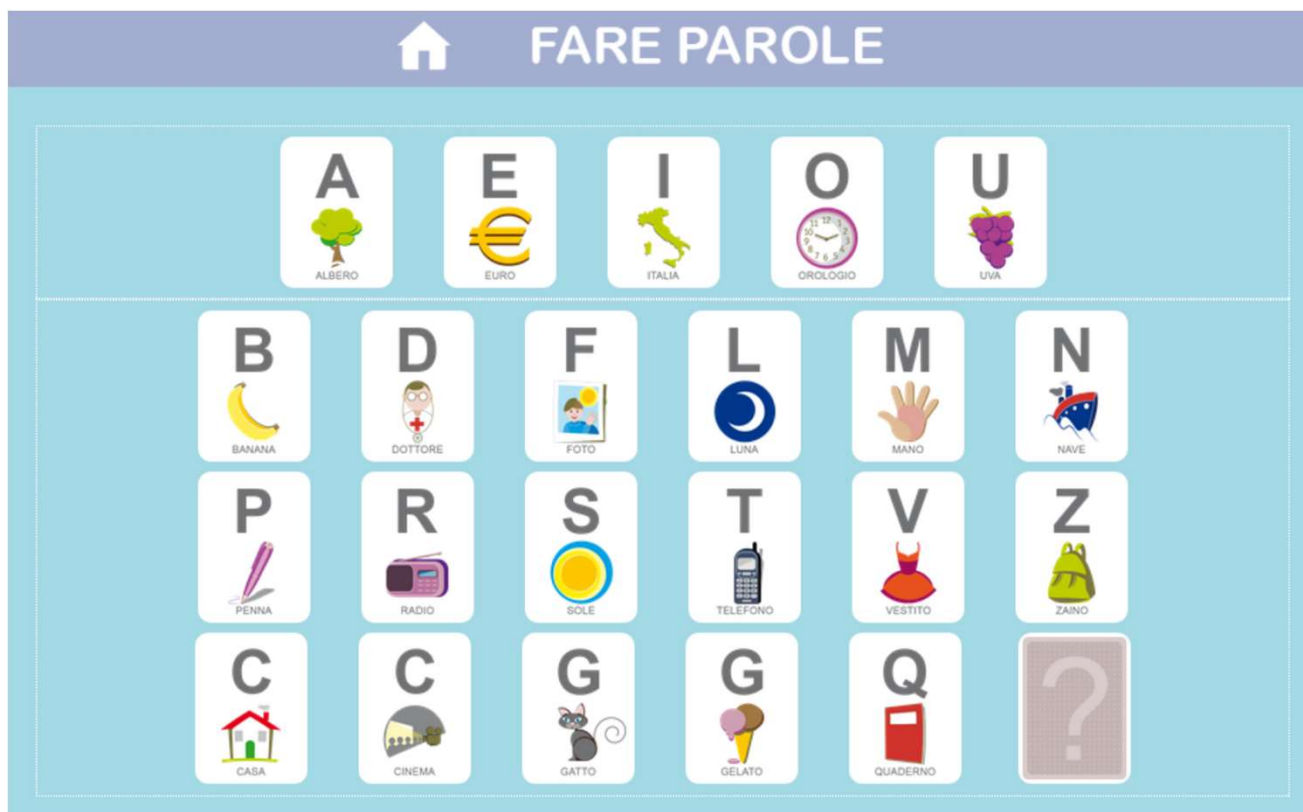 FARE PAROLE
A E I O U
ALBERO EURO ITALIA OROLOGIO UVA
B D F L M N
BANANA DOTTORE FOTO LUNA MANO NAVE
P R S T V Z
PENNA RADIO SOLE TELEFONO VESTITO ZAINO
C C G G Q ?
CASA CINEMA GATTO GELATO QUADERNO